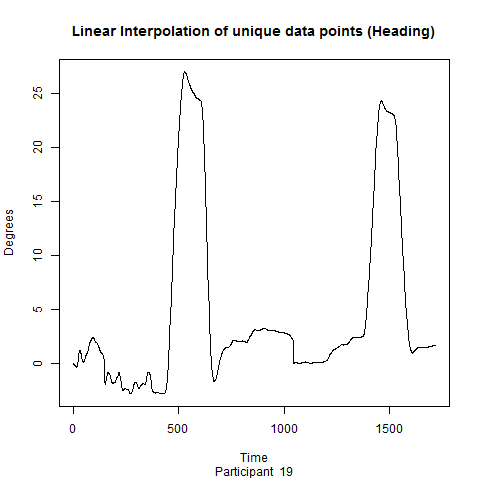 Linear Interpolation of unique data points (Heading)
Degrees
25
20
15
10
5
0
0 500 1000 1500
Time
Participant 19